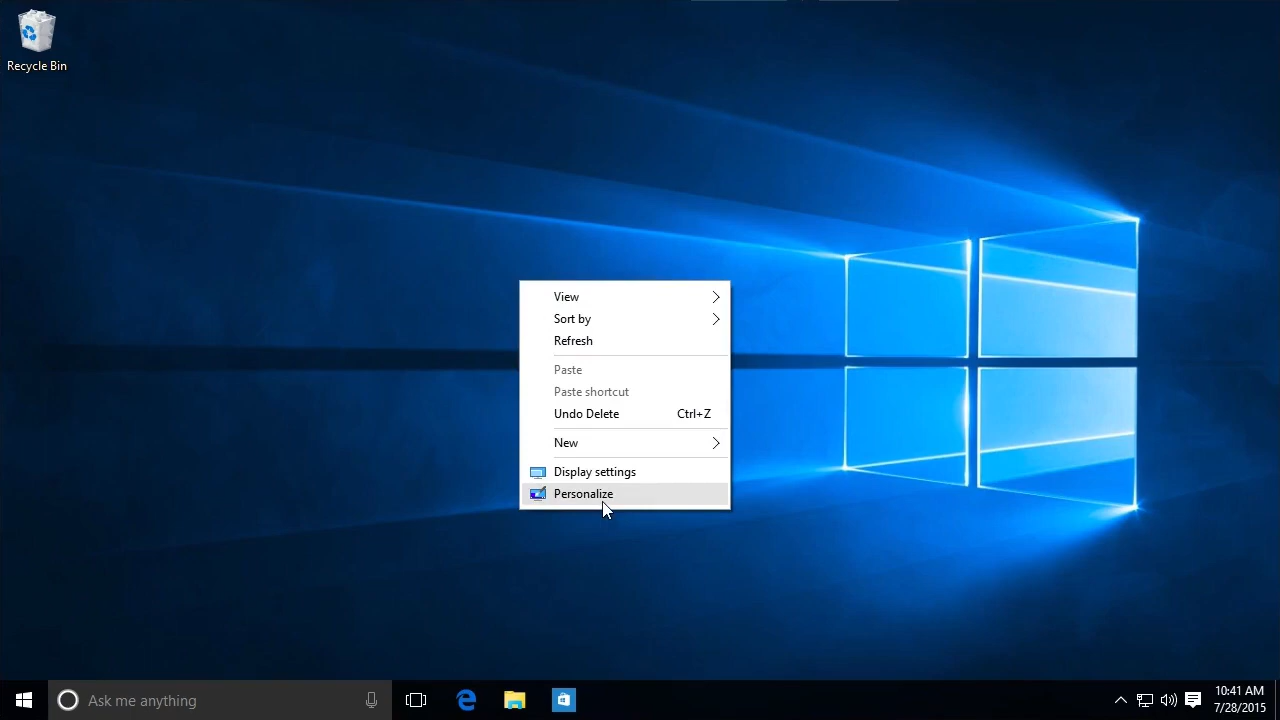 Recycle Bin
View
Sort by
Refresh
Paste
Paste shortcut
Undo Delete Ctrl+Z
New
Display settings
Personalize
Ask me anything
10:41 AM
7/28/2015